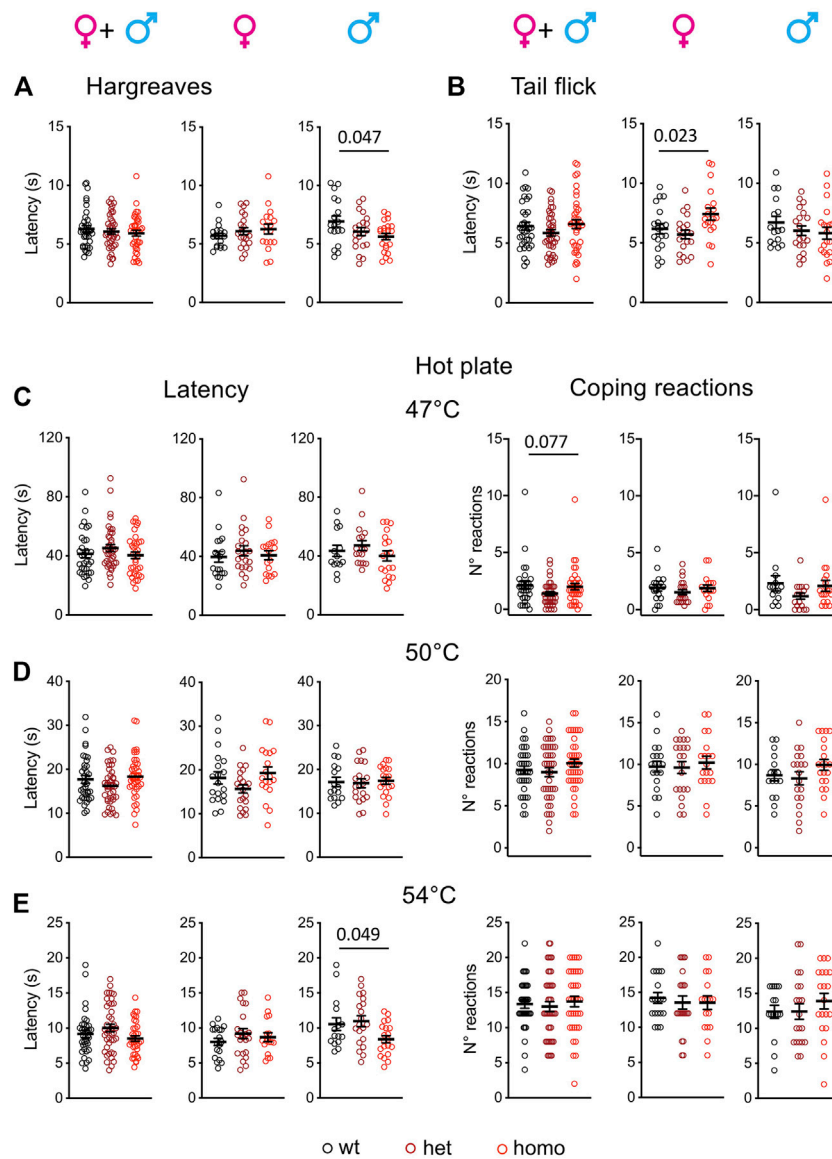 ♀+♂ ♀ ♂ ♀+♂ ♀ ♂
A Hargreaves B Tail flick
15 15 15 0.047 15 15 0.023 15
Latency (s) Latency (s)
10 10 10 10 10 10
5 5 5 5 5 5
0 0 0 0 0 0
Hot plate
C Latency Coping reactions
47°C
120 120 120 15 0.077 15 15
Latency (s) N° reactions
80 80 80 10 10 10
40 40 40 5 5 5
0 0 0 0 0 0
D 50°C
40 40 40 20 20 20
Latency (s) N° reactions
30 30 30 15 15 15
20 20 20 10 10 10
10 10 10 5 5 5
0 0 0 0 0 0
E 54°C
25 25 25 0.049 25 25 25
Latency (s) N° reactions
20 20 20 20 20 20
15 15 15 15 15 15
10 10 10 10 10 10
5 5 5 5 5 5
0 0 0 0 0 0
wt het homo